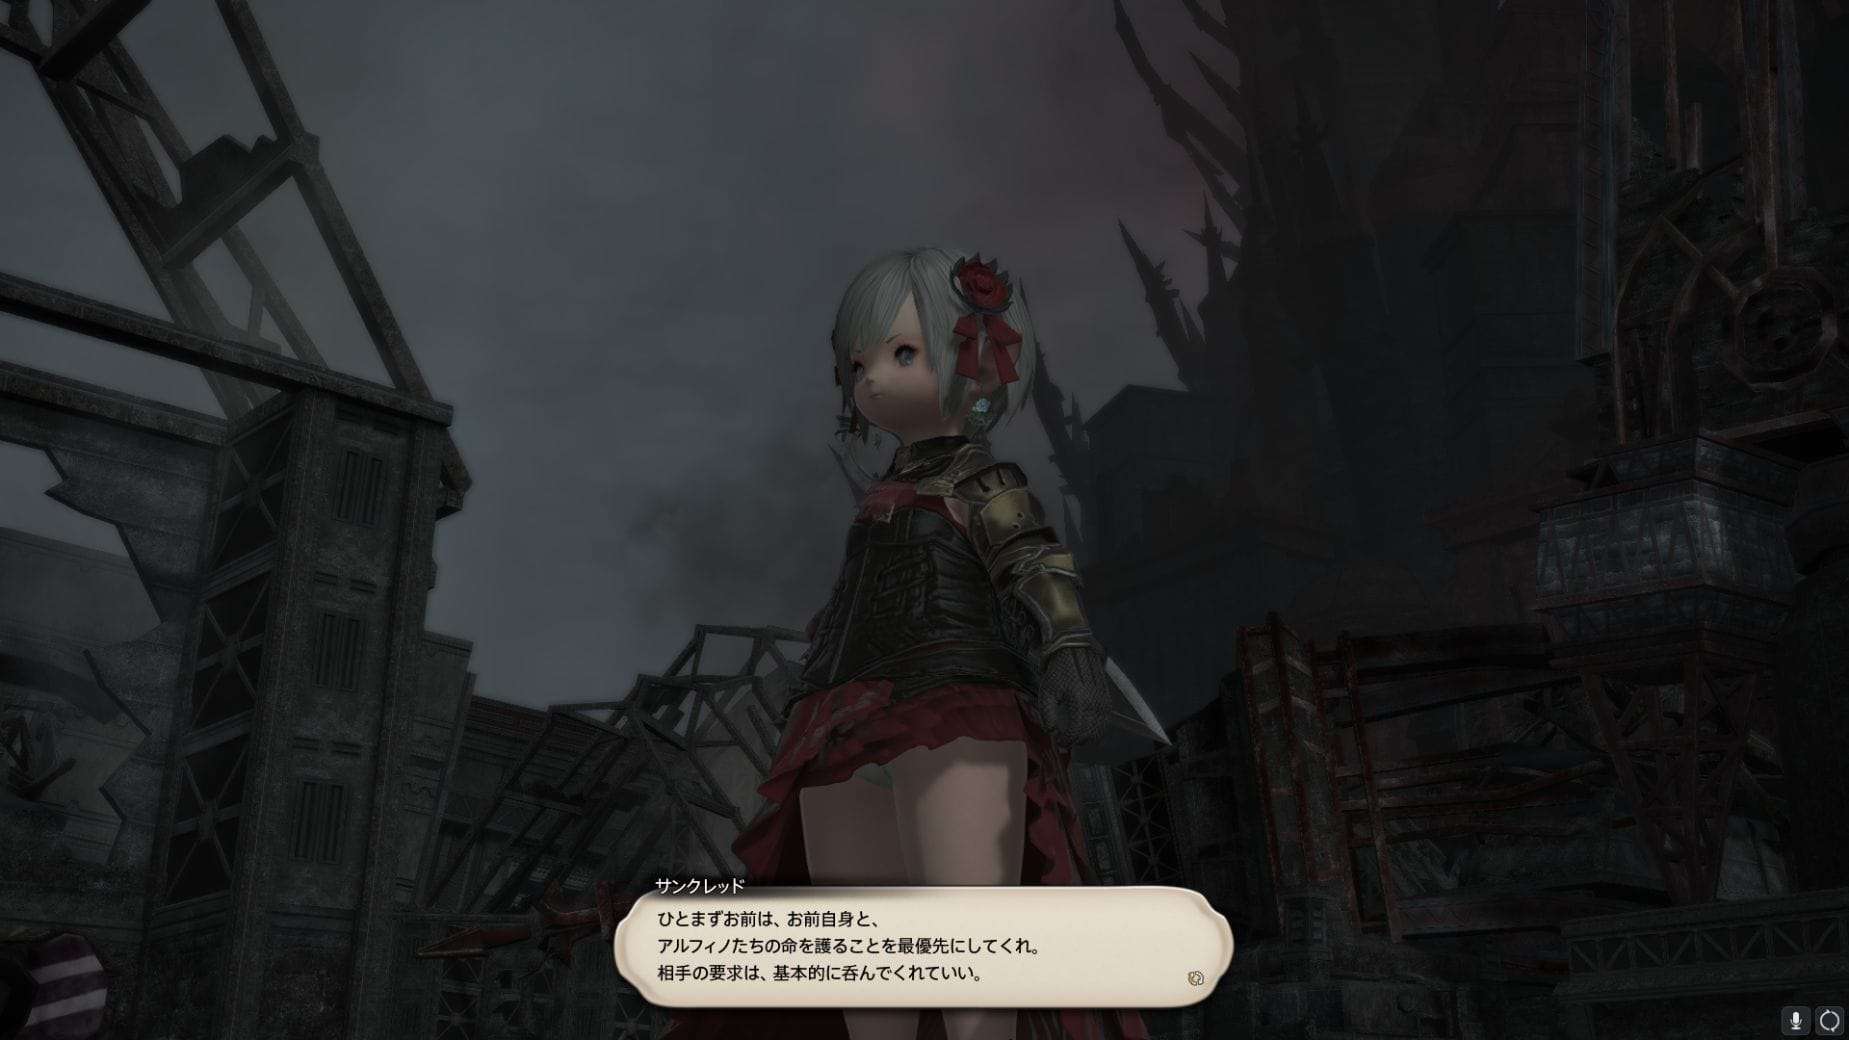 サンクレッド
ひとまずお前は、お前自身と、
アルフィノたちの命を護ることを最優先にしてくれ。
相手の要求は、基本的に呑んでくれていい。